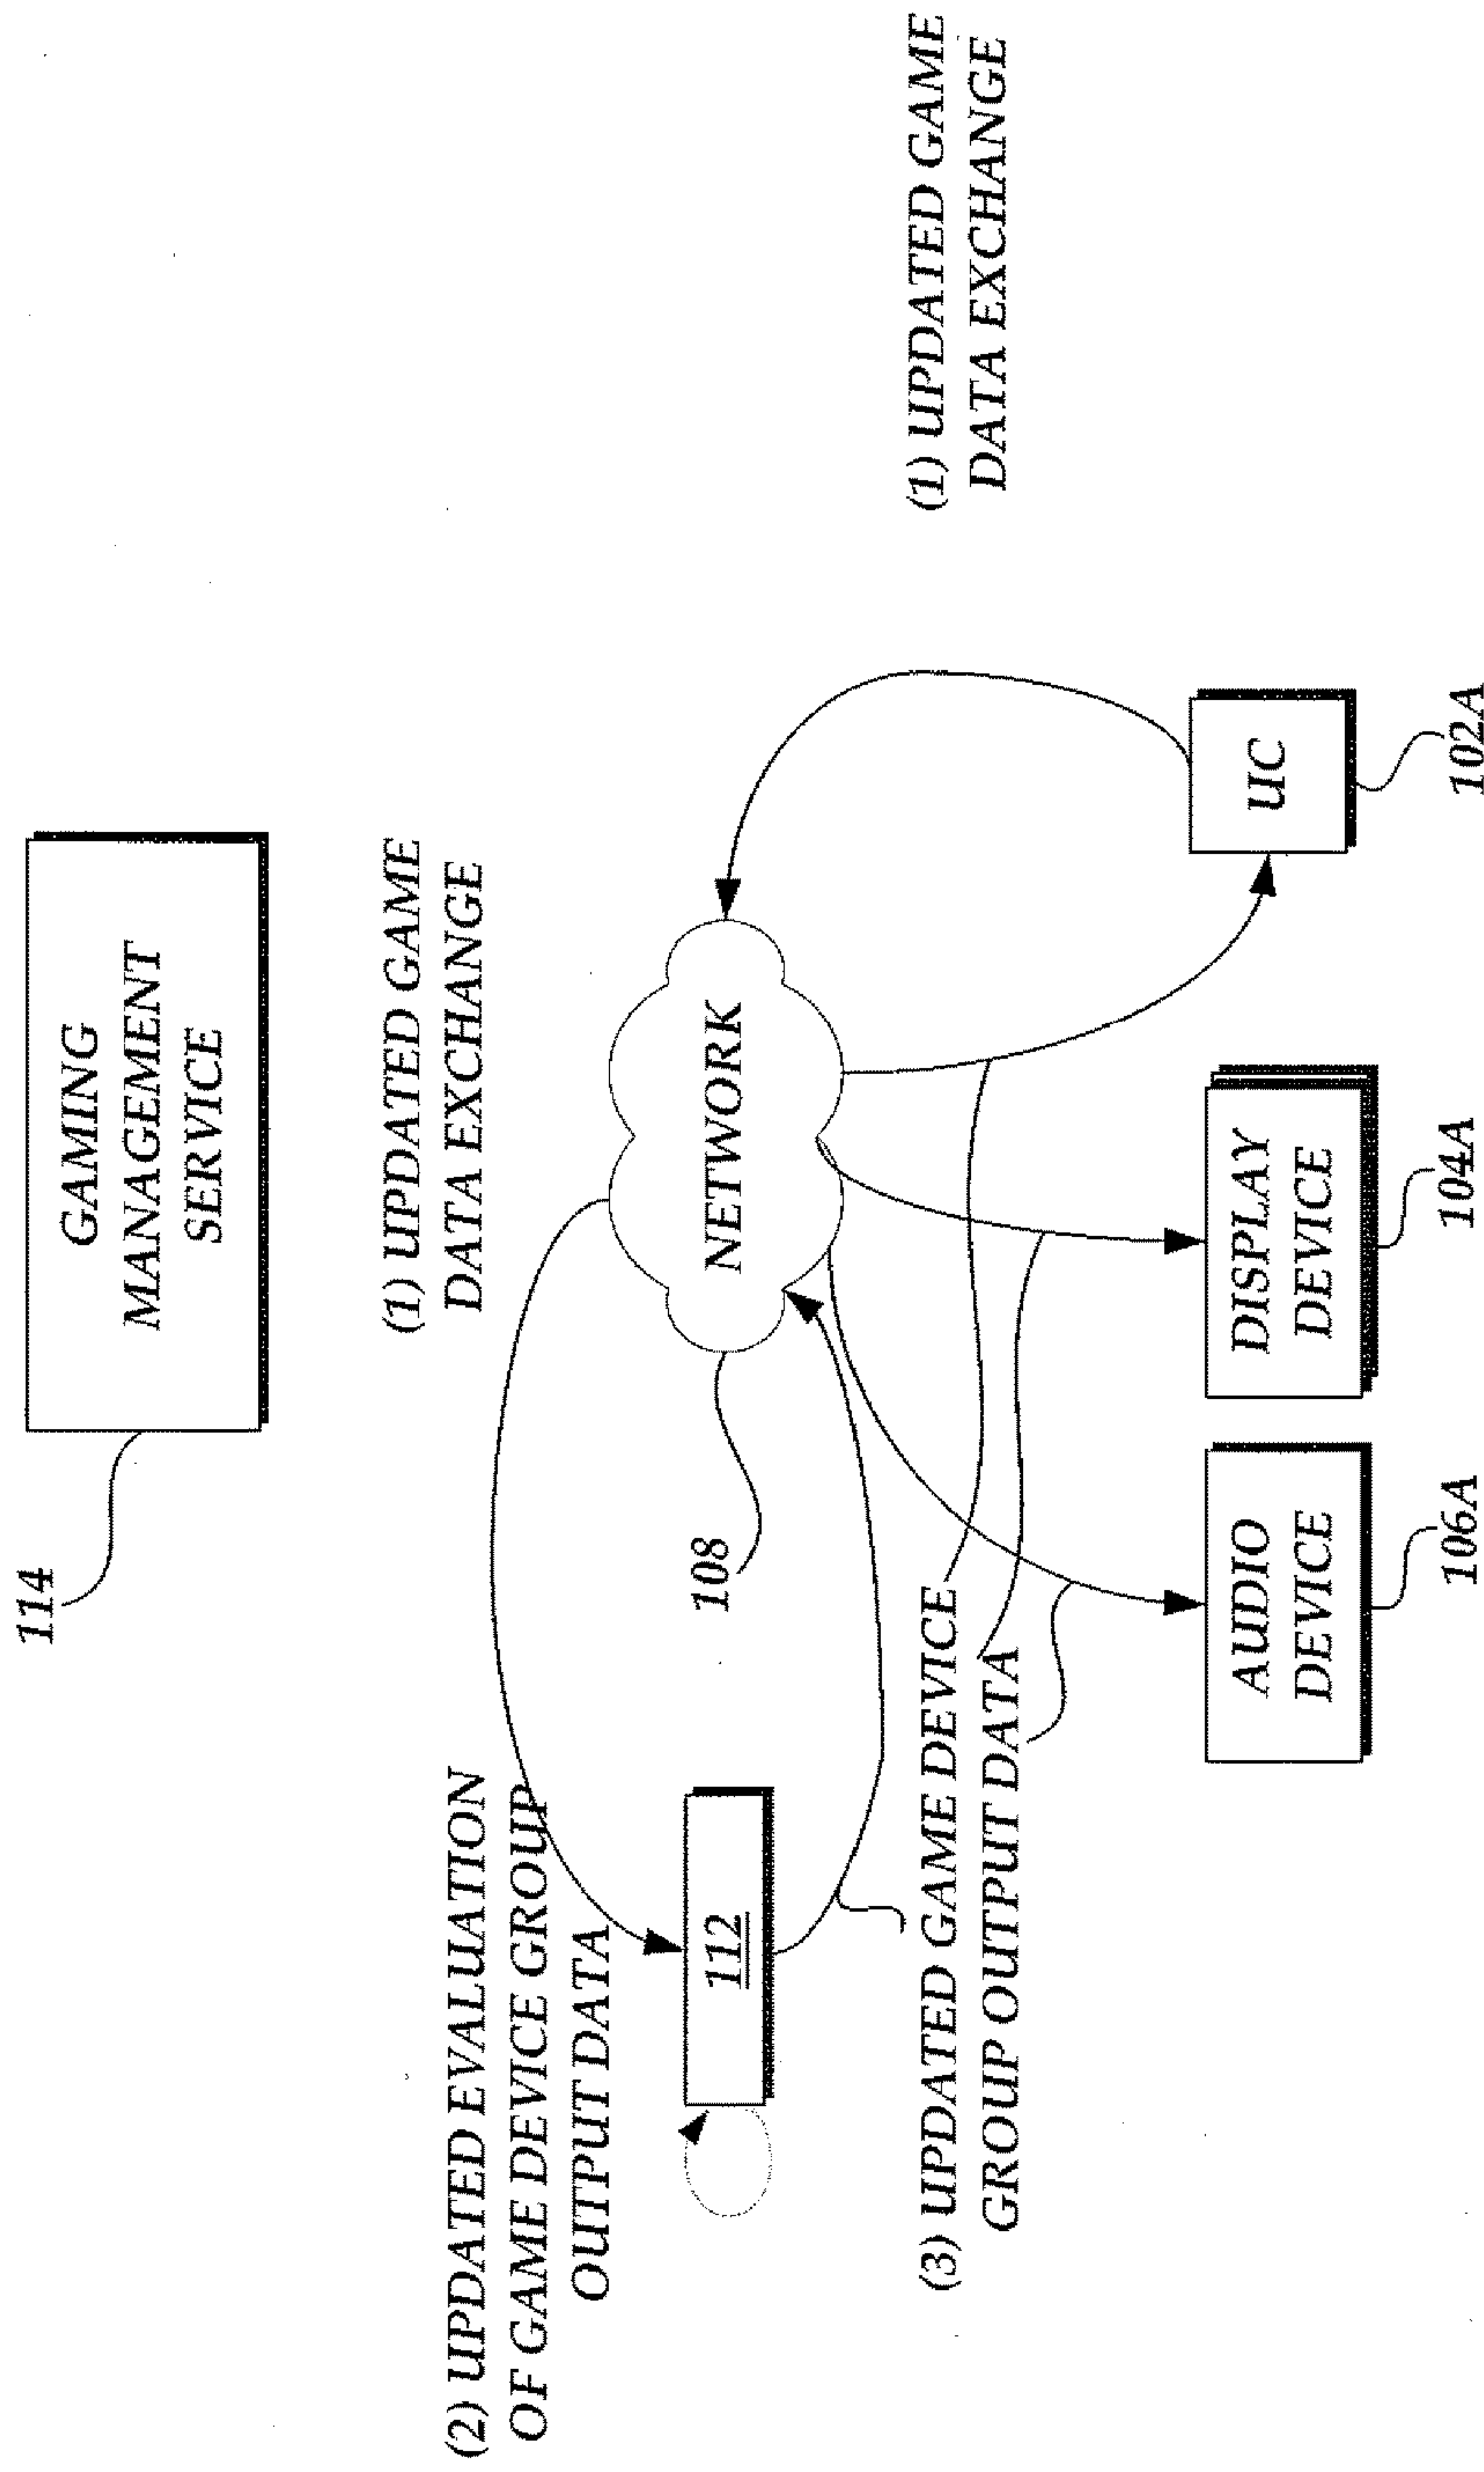 114
GAMING
MANAGEMENT
SERVICE
(1) UPDATED GAME
DATA EXCHANGE
(2) UPDATED EVALUATION
OF GAME DEVICE GROUP
OUTPUT DATA
112
108
NETWORK
(1) UPDATED GAME
DATA EXCHANGE
(3) UPDATED GAME DEVICE
GROUP OUTPUT DATA
AUDIO
DEVICE
106A
DISPLAY
DEVICE
104A
UC
102A